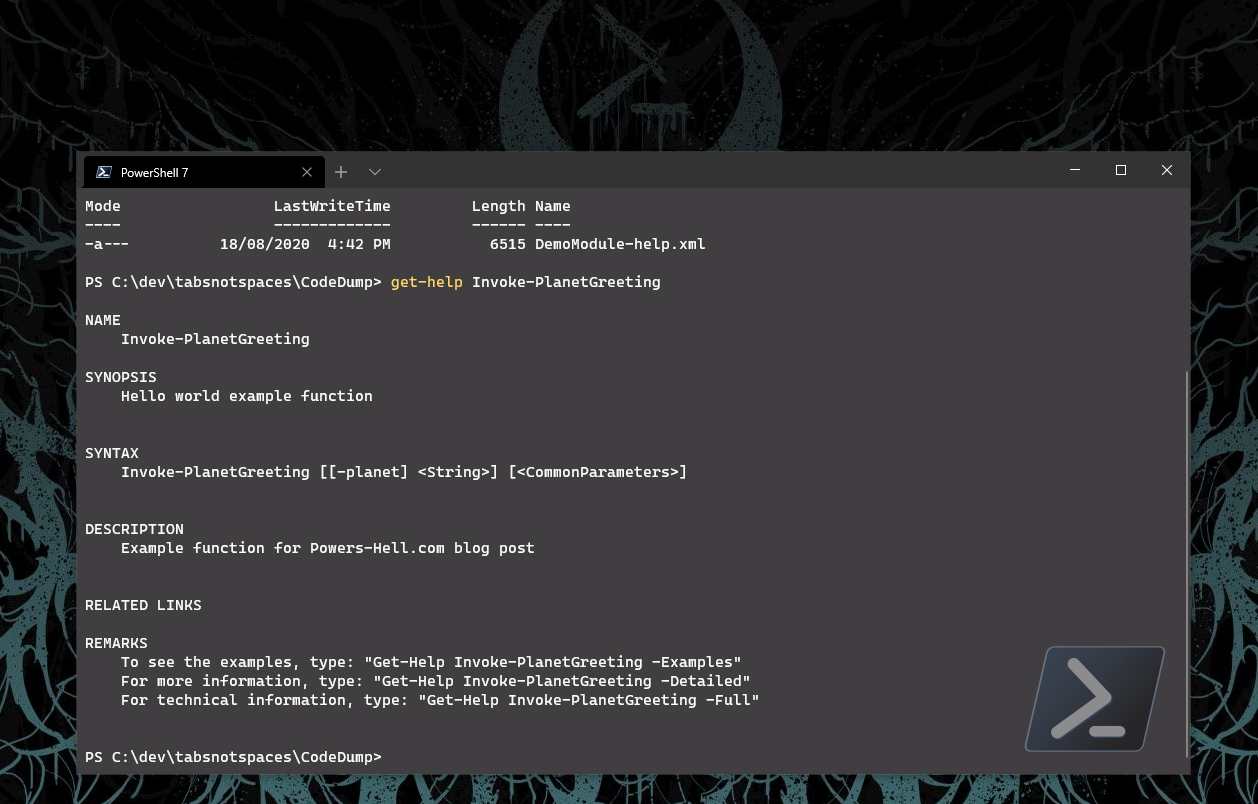 PowerShell 7
Mode                 LastWriteTime         Length Name
----                 -------------         ------ ----
-a---          18/08/2020  4:42 PM           6515 DemoModule-help.xml
PS C:\dev\tabsnotspaces\CodeDump> get-help Invoke-PlanetGreeting
NAME
    Invoke-PlanetGreeting
SYNOPSIS
    Hello world example function
SYNTAX
    Invoke-PlanetGreeting [[-planet] <String>] [<CommonParameters>]
DESCRIPTION
    Example function for Powers-Hell.com blog post
RELATED LINKS
REMARKS
    To see the examples, type: "Get-Help Invoke-PlanetGreeting -Examples"
    For more information, type: "Get-Help Invoke-PlanetGreeting -Detailed"
    For technical information, type: "Get-Help Invoke-PlanetGreeting -Full"
PS C:\dev\tabsnotspaces\CodeDump>